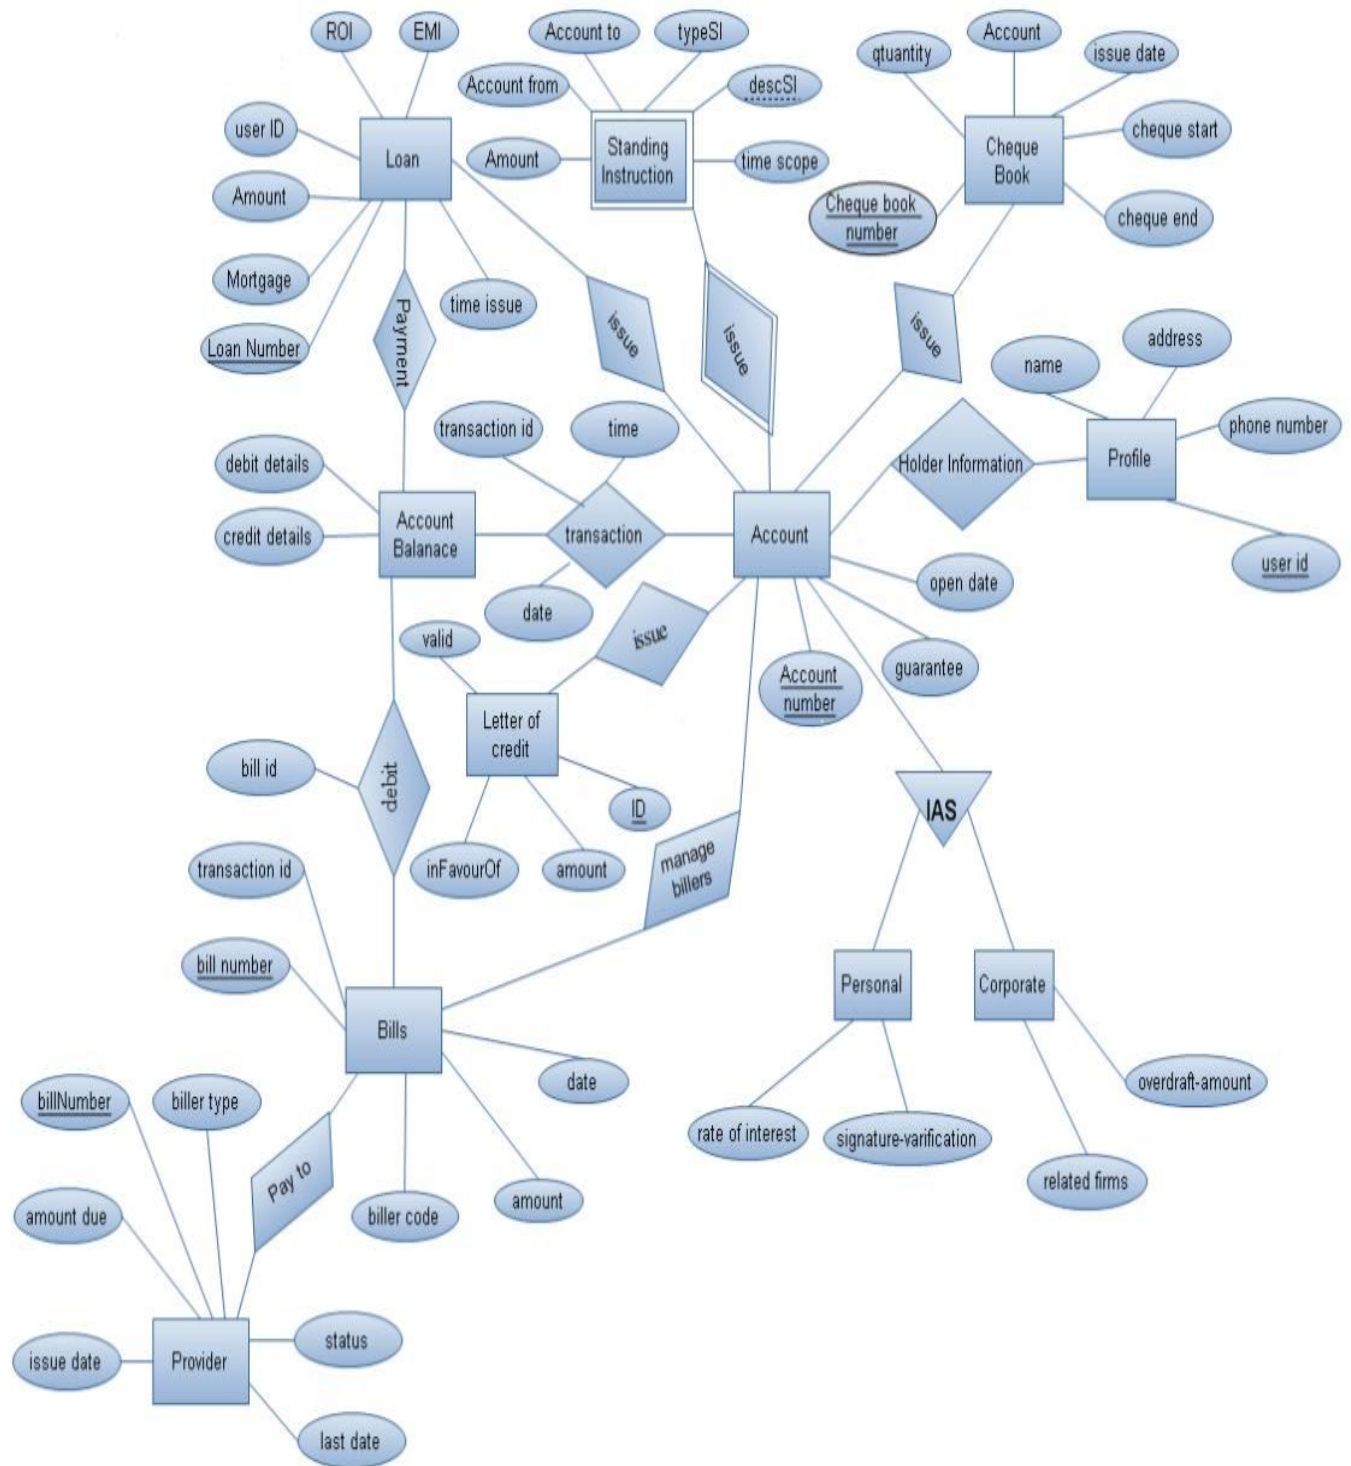 ROI
EMI
Account to
typeSI
Account
qtuantity
issue date
Account from
descSI
user ID
Loan
Standing
Instruction
Cheque
Book
cheque start
Amount
time scope
Amount
Cheque book
number
cheque end
Mortgage
time issue
Loan Number
Payment
issue
issue
issue
name
address
phone number
transaction id
time
debit details
Holder Information
Profile
credit details
Account
Balanace
transaction
Account
user id
open date
date
valid
issue
guarantee
Account
number
Letter of
credit
bill id
debit
ID
IAS
inFavourOf
amount
manage
billers
transaction id
bill number
Personal
Corporate
Bills
date
overdraft-amount
billNumber
biller type
rate of interest
signature-varification
Pay to
related firms
amount due
biller code
amount
status
issue date
Provider
last date